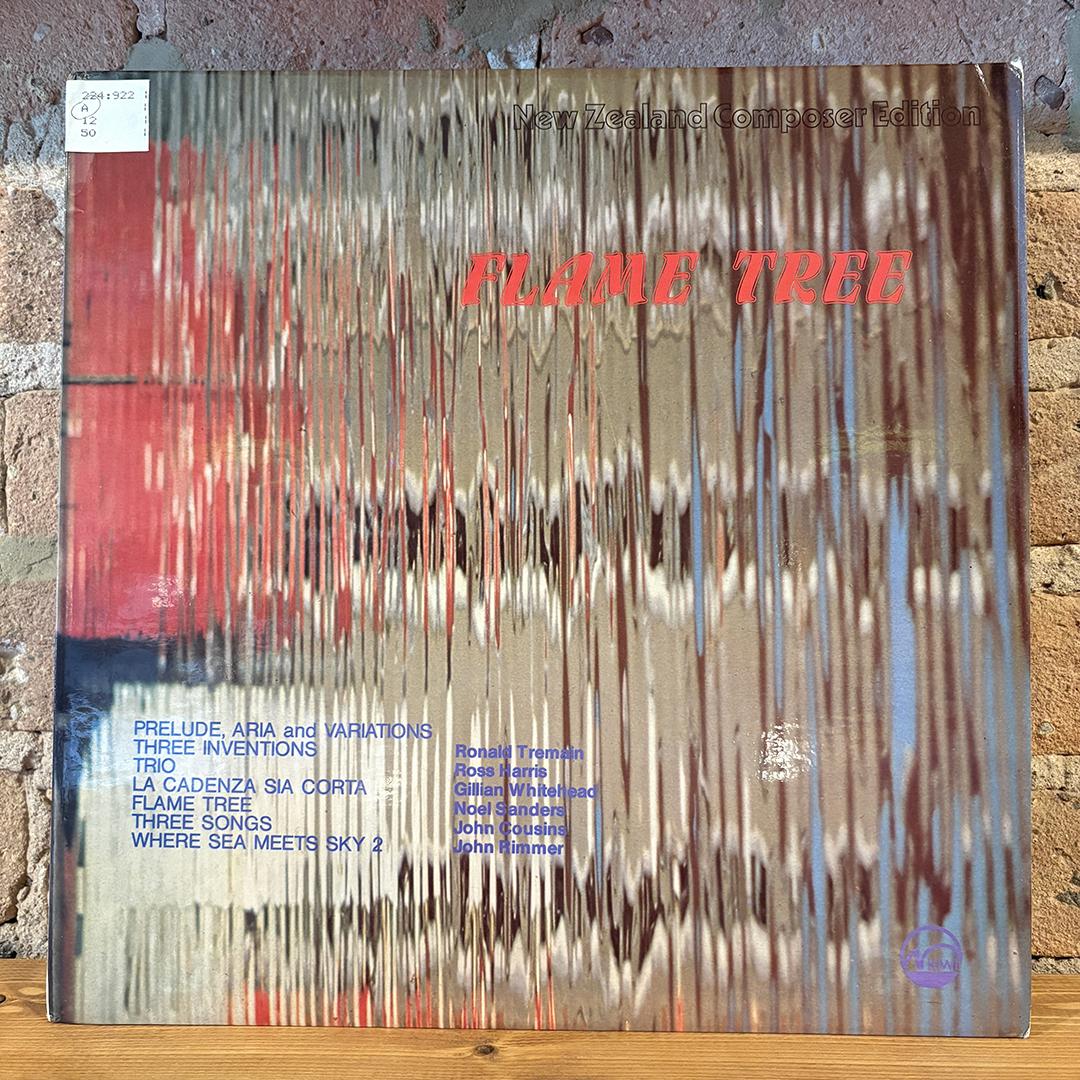 224:922
A
12
SO
New Zealand Composer Edition
FLAME TREE
PRELUDE, ARIA and VARIATIONS
THREE INVENTIONS
TRIO
LA CADENZA SIA CORTA
FLAME TREE
THREE SONGS
WHERE SEA MEETS SKY 2
Ronald Tremain
Ross Harris
Gillian Whitehead
Noel Sanders
John Cousins
John Rimmer
KIWI